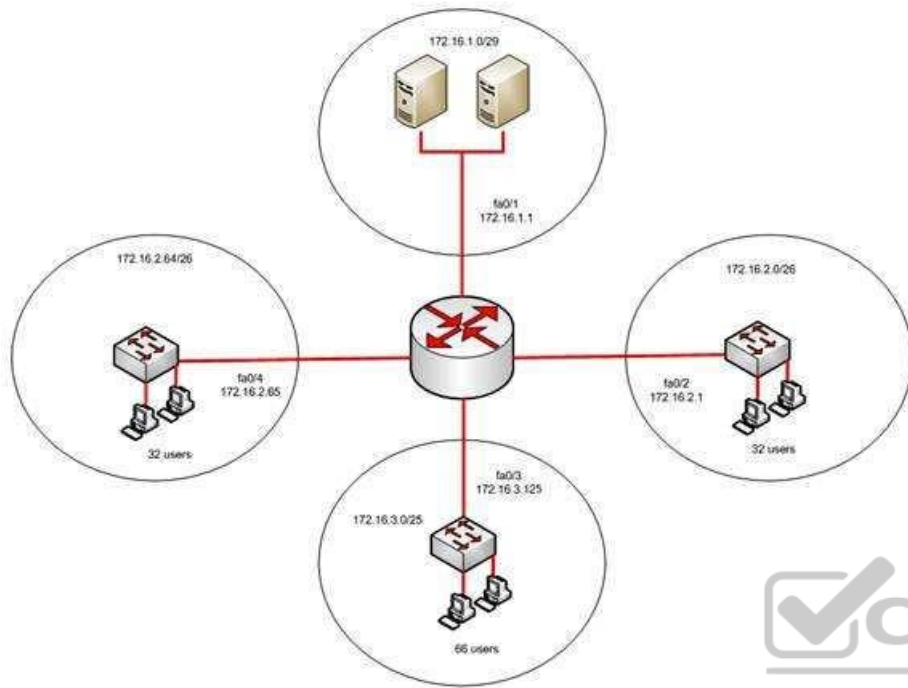 172.16.1.0/29
fa0/1
172.16.1.1
172.16.2.64/26
172.16.2.0/26
fa0/4
172.16.2.65
fa0/2
172.16.2.1
32 users
32 users
fa0/3
172.16.3.125
172.16.3.0/25
66 users